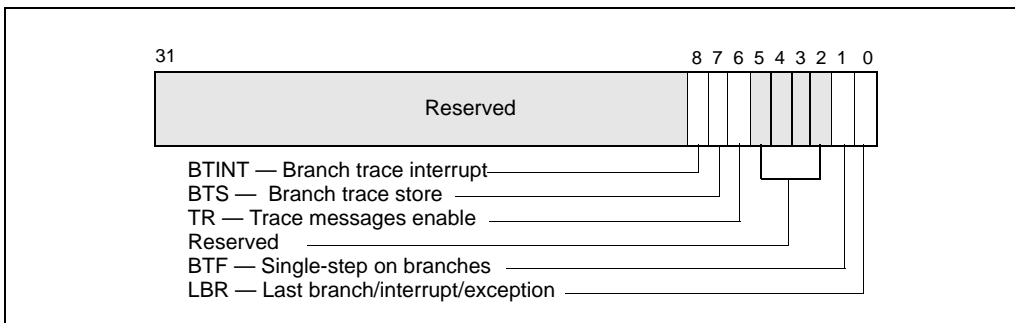 31
8 7 6 5 4 3 2 1 0
Reserved
BTINT — Branch trace interrupt
BTS — Branch trace store
TR — Trace messages enable
Reserved
BTF — Single-step on branches
LBR — Last branch/interrupt/exception